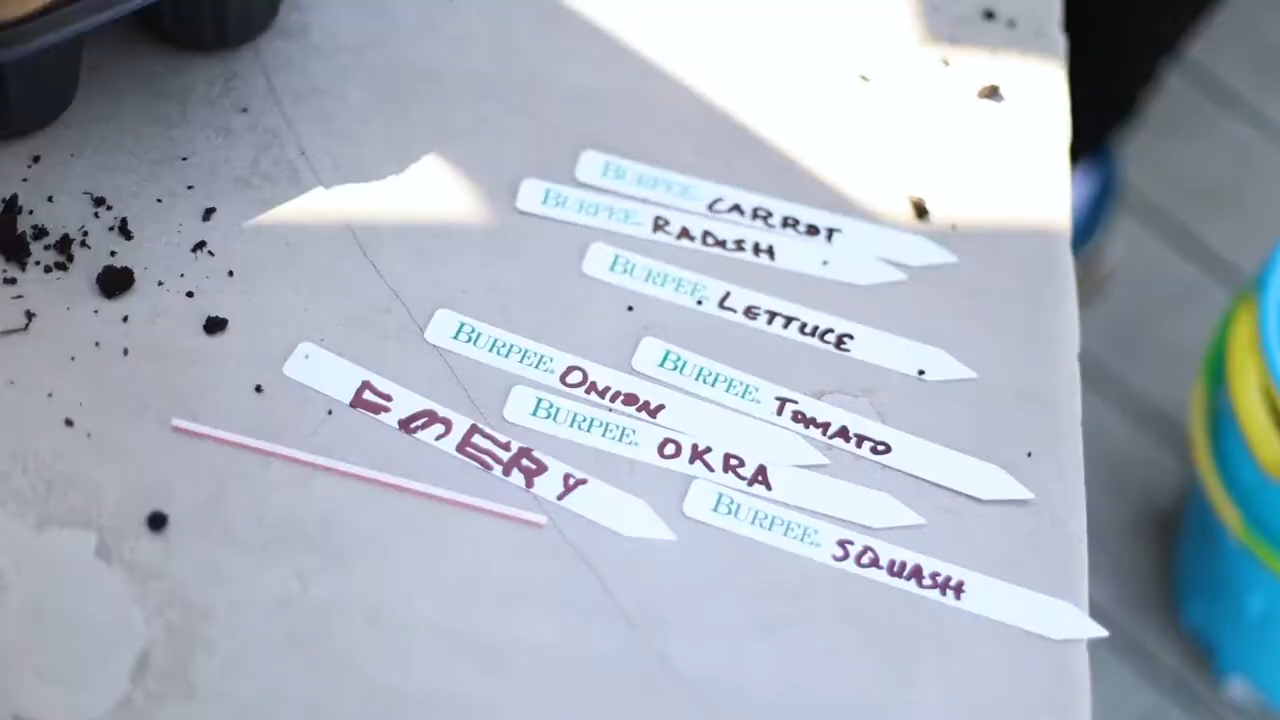 BURPEE CARROT
BURPEE RADISH
BURPEE LETTUCE
BURPEE ONION
BURPEE TOMATO
EMERY
BURPEE OKRA
BURPEE SQUASH